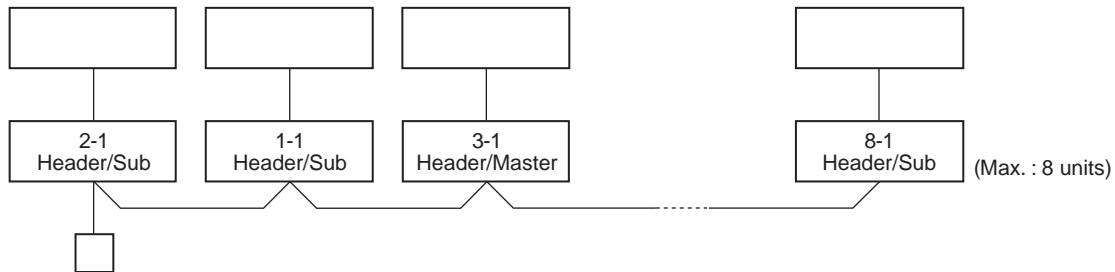 2-1
Header/Sub
1-1
Header/Sub
3-1
Header/Master
8-1
Header/Sub
(Max. : 8 units)